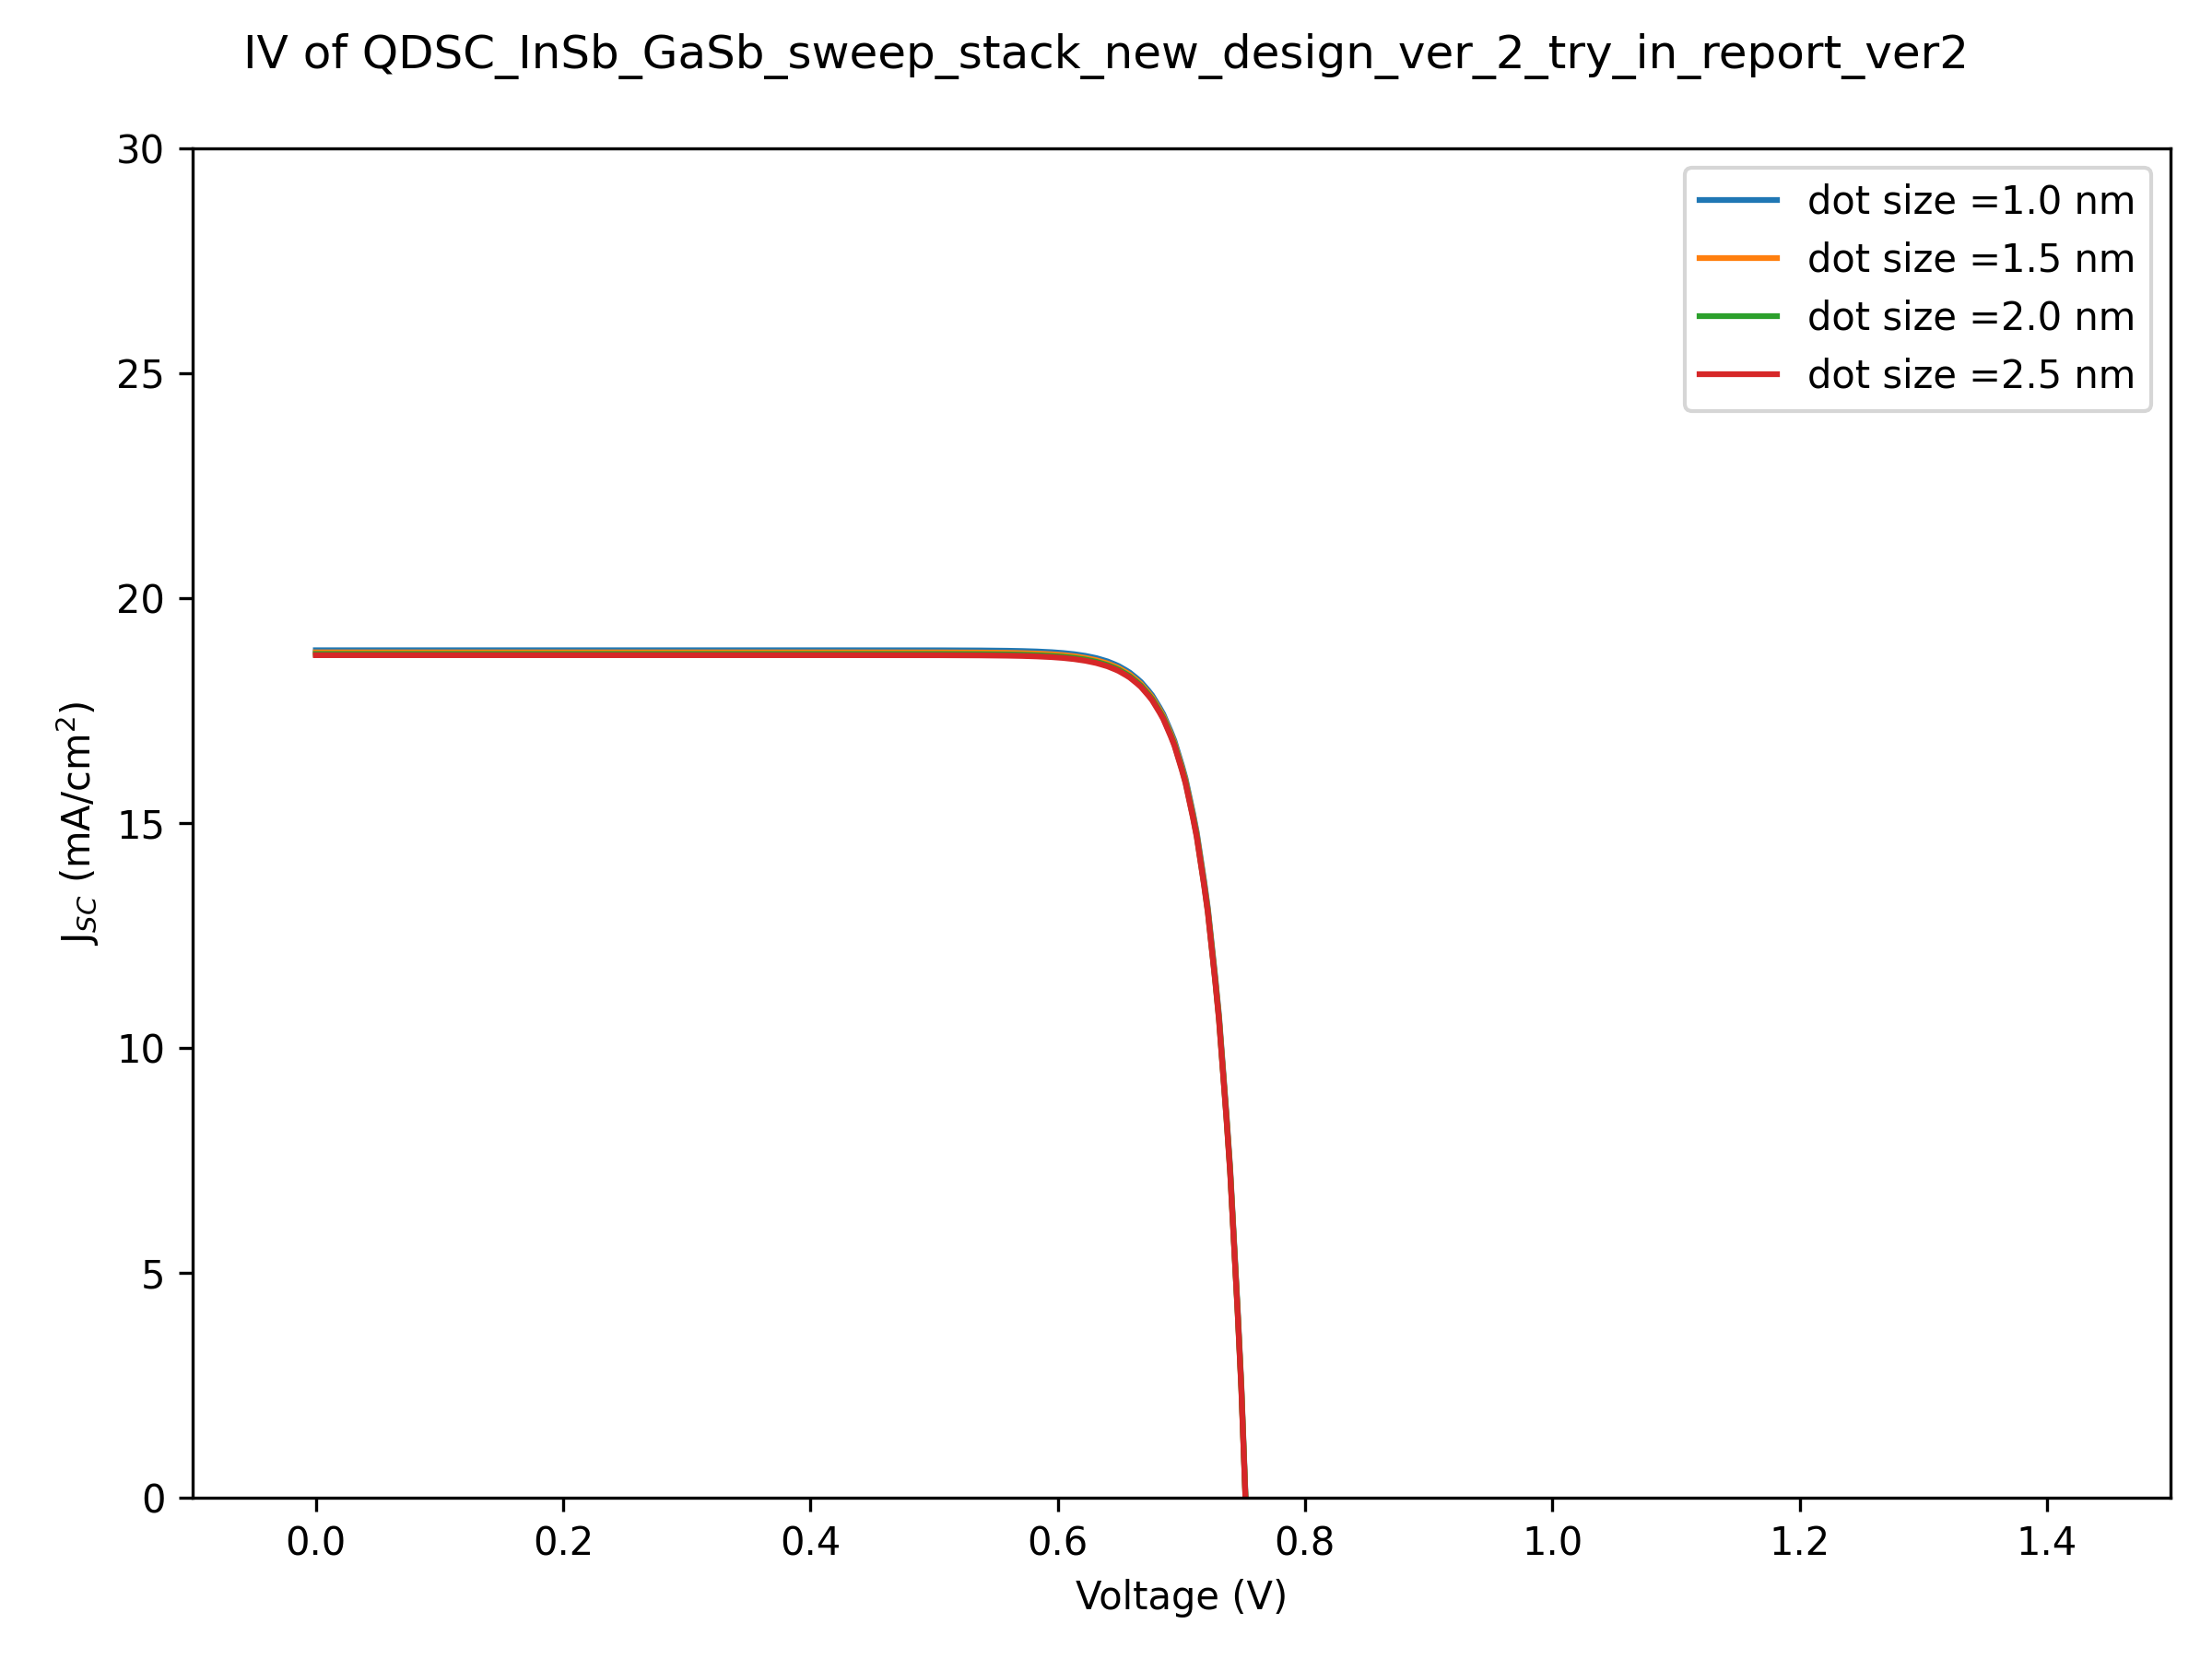 IV of QDSC_InSb_GaSb_sweep_stack_new_design_ver_2_try_in_report_ver2
30
25
20
15
10
5
0
J_SC (mA/cm²)
dot size =1.0 nm
dot size =1.5 nm
dot size =2.0 nm
dot size =2.5 nm
0.0 0.2 0.4 0.6 0.8 1.0 1.2 1.4
Voltage (V)